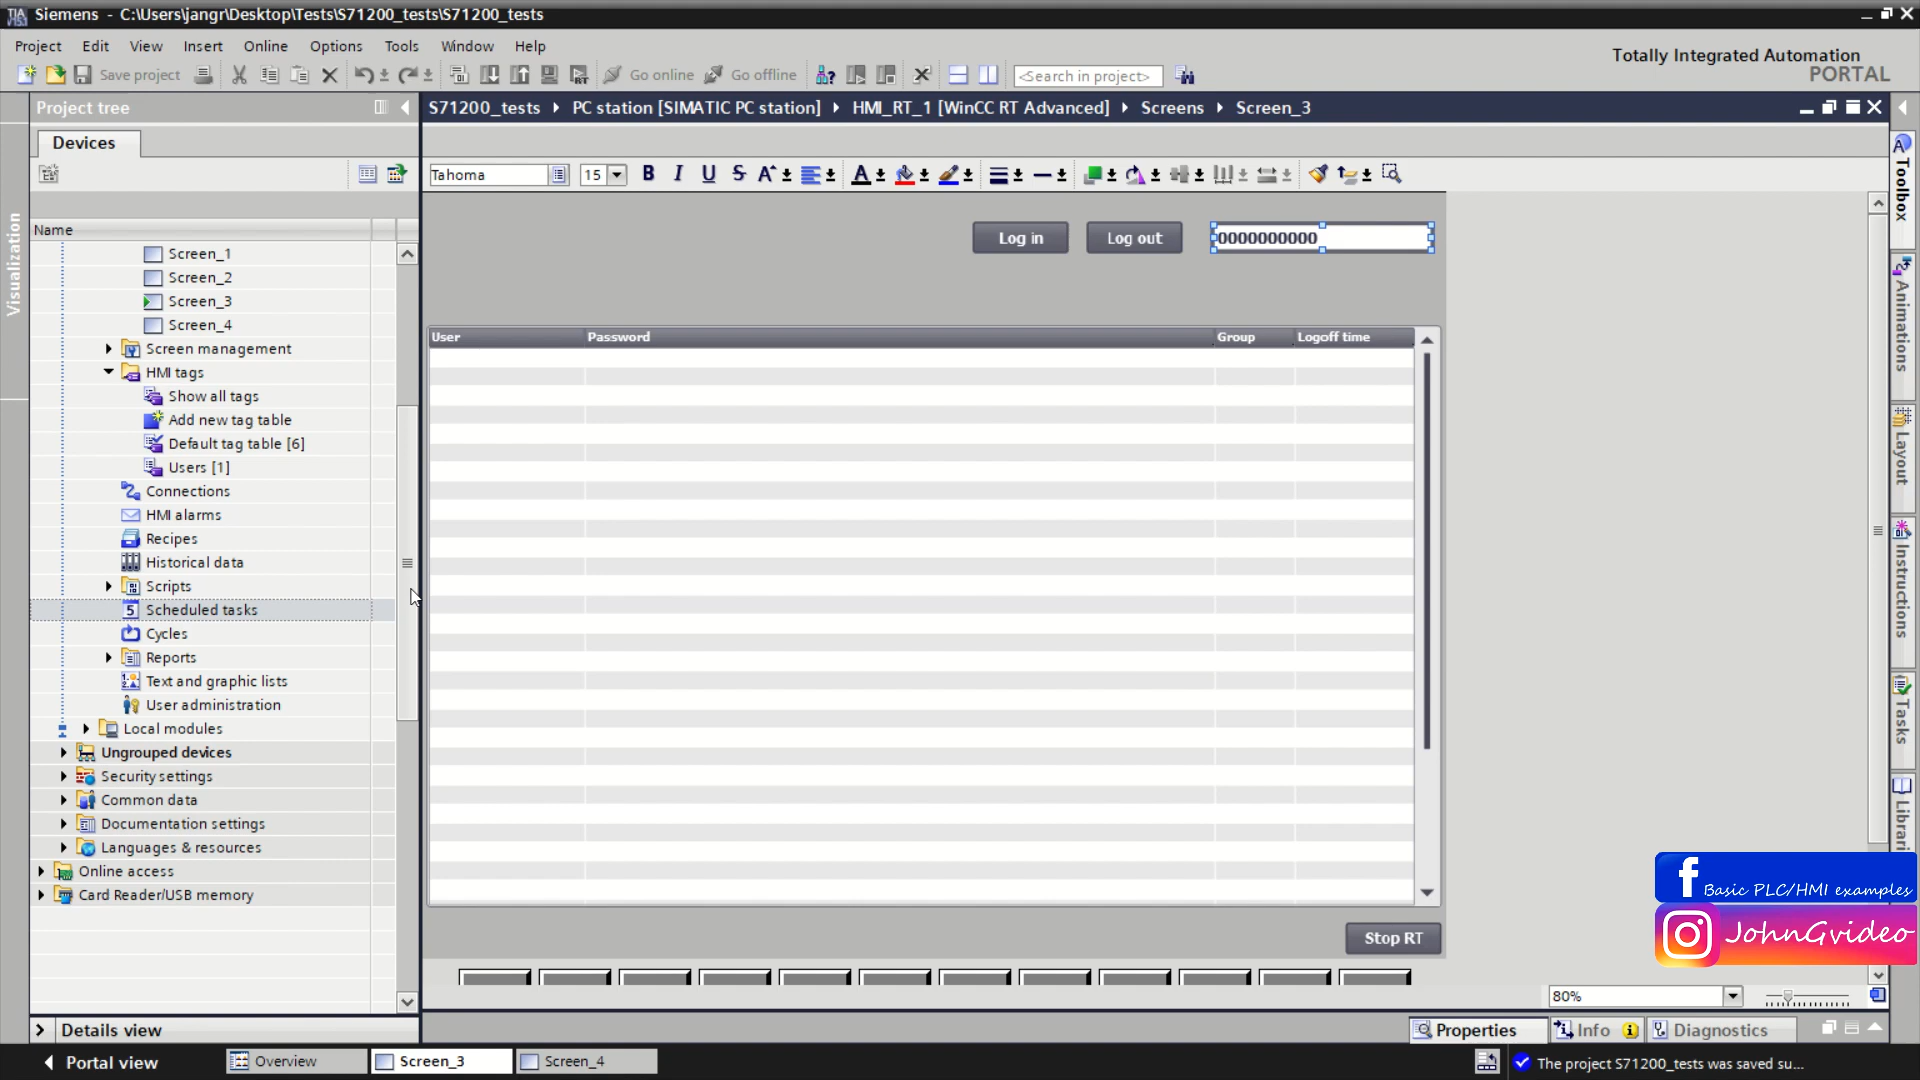 Siemens - C:\Users\jangr\Desktop\Tests\S71200_tests\S71200_tests
Project Edit View Insert Online Options Tools Window Help
Totally Integrated Automation
PORTAL
Save project
Go online
Go offline
<Search in project>
Project tree
S71200_tests PC station [SIMATIC PC station] HMI_RT_1 [WinCC RT Advanced] Screens Screen_3
Devices
Tahoma
15
B I U S A A
Visualization
Name
Screen_1
Screen_2
Screen_3
Screen_4
Screen management
HMI tags
Show all tags
Add new tag table
Default tag table [6]
Users [1]
Connections
HMI alarms
Recipes
Historical data
Scripts
Scheduled tasks
Cycles
Reports
Text and graphic lists
User administration
Local modules
Ungrouped devices
Security settings
Common data
Documentation settings
Languages & resources
Online access
Card Reader/USB memory
Log in
Log out
0000000000
User Password Group Logoff time
Stop RT
Toolbox
Animations
Layout
Instructions
Tasks
Librari
Basic PLC/HMI examples
JohnGvideo
80%
Details view
Properties Info Diagnostics
Portal view
Overview
Screen_3
Screen_4
The project S71200_tests was saved su...